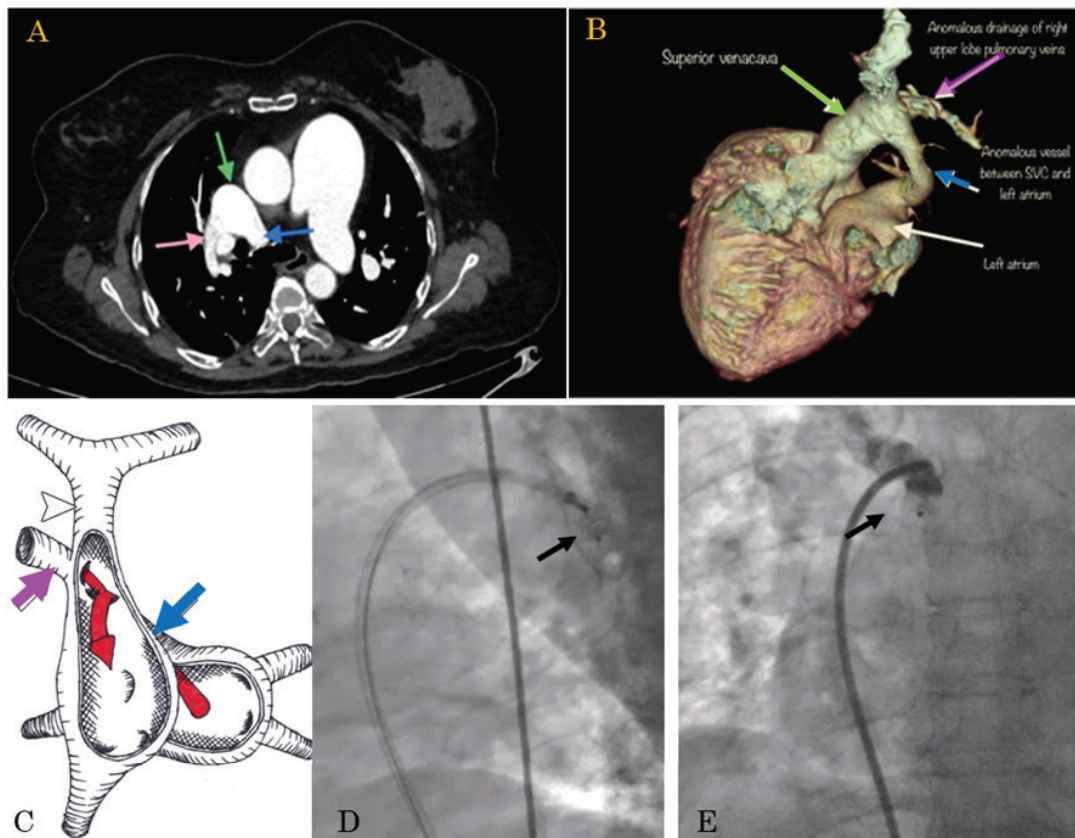 A
B
Superior venacava
Anomalous drainage of right
upper lobe pulmonary veins
Anomalous vessel
between SVC and
left atrium
Left atrium
C
D
E